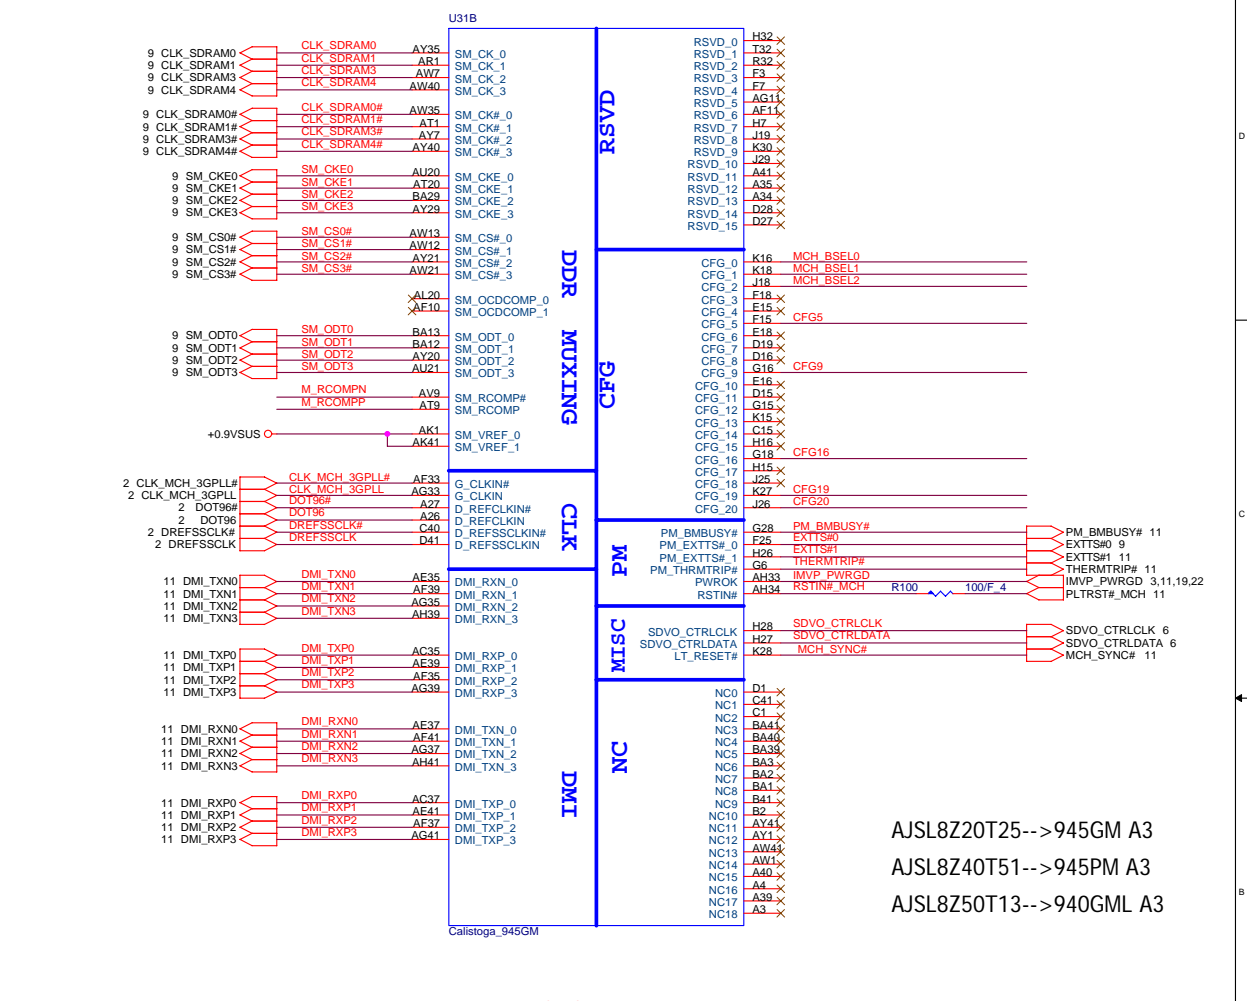 U31B
9 CLK_SDRAM0 CLK_SDRAM0 AY35 SM_CK_0
9 CLK_SDRAM1 CLK_SDRAM1 AR1 SM_CK_1
9 CLK_SDRAM3 CLK_SDRAM3 AW7 SM_CK_2
9 CLK_SDRAM4 CLK_SDRAM4 AW40 SM_CK_3
9 CLK_SDRAM0# CLK_SDRAM0# AW35 SM_CK#_0
9 CLK_SDRAM1# CLK_SDRAM1# AT1 SM_CK#_1
9 CLK_SDRAM3# CLK_SDRAM3# AY7 SM_CK#_2
9 CLK_SDRAM4# CLK_SDRAM4# AY40 SM_CK#_3
9 SM_CKE0 SM_CKE0 AU20 SM_CKE_0
9 SM_CKE1 SM_CKE1 AT20 SM_CKE_1
9 SM_CKE2 SM_CKE2 BA29 SM_CKE_2
9 SM_CKE3 SM_CKE3 AY29 SM_CKE_3
9 SM_CS0# SM_CS0# AW13 SM_CS#_0
9 SM_CS1# SM_CS1# AW12 SM_CS#_1
9 SM_CS2# SM_CS2# AY21 SM_CS#_2
9 SM_CS3# SM_CS3# AW21 SM_CS#_3
AL20 SM_OCDCOMP_0
AF10 SM_OCDCOMP_1
9 SM_ODT0 SM_ODT0 BA13 SM_ODT_0
9 SM_ODT1 SM_ODT1 BA12 SM_ODT_1
9 SM_ODT2 SM_ODT2 AY20 SM_ODT_2
9 SM_ODT3 SM_ODT3 AU21 SM_ODT_3
M_RCOMPN AV9 SM_RCOMP#
M_RCOMPP AT9 SM_RCOMP
+0.9VSUS AK1 SM_VREF_0
AK41 SM_VREF_1
DDR MUXING
2 CLK_MCH_3GPLL# CLK_MCH_3GPLL# AF33 G_CLKIN#
2 CLK_MCH_3GPLL CLK_MCH_3GPLL AG33 G_CLKIN
2 DOT96# DOT96# A27 D_REFCLKIN#
2 DOT96 DOT96 A26 D_REFCLKIN
2 DREFSSCLK# DREFSSCLK# C40 D_REFSSCLKIN#
2 DREFSSCLK DREFSSCLK D41 D_REFSSCLKIN
CLK
11 DMI_TXN0 DMI_TXN0 AE35 DMI_RXN_0
11 DMI_TXN1 DMI_TXN1 AF39 DMI_RXN_1
11 DMI_TXN2 DMI_TXN2 AG35 DMI_RXN_2
11 DMI_TXN3 DMI_TXN3 AH39 DMI_RXN_3
11 DMI_TXP0 DMI_TXP0 AC35 DMI_RXP_0
11 DMI_TXP1 DMI_TXP1 AE39 DMI_RXP_1
11 DMI_TXP2 DMI_TXP2 AF35 DMI_RXP_2
11 DMI_TXP3 DMI_TXP3 AG39 DMI_RXP_3
11 DMI_RXN0 DMI_RXN0 AE37 DMI_TXN_0
11 DMI_RXN1 DMI_RXN1 AF41 DMI_TXN_1
11 DMI_RXN2 DMI_RXN2 AG37 DMI_TXN_2
11 DMI_RXN3 DMI_RXN3 AH41 DMI_TXN_3
11 DMI_RXP0 DMI_RXP0 AC37 DMI_TXP_0
11 DMI_RXP1 DMI_RXP1 AE41 DMI_TXP_1
11 DMI_RXP2 DMI_RXP2 AF37 DMI_TXP_2
11 DMI_RXP3 DMI_RXP3 AG41 DMI_TXP_3
DMI
Calistoga_945GM
RSVD
RSVD_0 H32
RSVD_1 T32
RSVD_2 R32
RSVD_3 F3
RSVD_4 F7
RSVD_5 AG11
RSVD_6 AF11
RSVD_7 H7
RSVD_8 J19
RSVD_9 K30
RSVD_10 J29
RSVD_11 A41
RSVD_12 A35
RSVD_13 A34
RSVD_14 D28
RSVD_15 D27
CFG
CFG_0 K16 MCH_BSEL0
CFG_1 K18 MCH_BSEL1
CFG_2 J18 MCH_BSEL2
CFG_3 F18
CFG_4 E15
CFG_5 F15 CFG5
CFG_6 E18
CFG_7 D19
CFG_8 D16
CFG_9 G16 CFG9
CFG_10 E16
CFG_11 D15
CFG_12 G15
CFG_13 K15
CFG_14 C15
CFG_15 H16
CFG_16 G18 CFG16
CFG_17 H15
CFG_18 J25
CFG_19 K27 CFG19
CFG_20 J26 CFG20
PM
PM_BMBUSY# G28 PM_BMBUSY# PM_BMBUSY# 11
PM_EXTTS#_0 F25 EXTTS#0 EXTTS#0 9
PM_EXTTS#_1 H26 EXTTS#1 EXTTS#1 11
PM_THRMTRIP# G6 THERMTRIP# THERMTRIP# 11
PWROK AH33 IMVP_PWRGD IMVP_PWRGD 3,11,19,22
RSTIN# AH34 RSTIN#_MCH R100 100/F_4 PLTRST#_MCH 11
MISC
SDVO_CTRLCLK H28 SDVO_CTRLCLK SDVO_CTRLCLK 6
SDVO_CTRLDATA H27 SDVO_CTRLDATA SDVO_CTRLDATA 6
LT_RESET# K28 MCH_SYNC# MCH_SYNC# 11
NC
NC0 D1
NC1 C41
NC2 C1
NC3 BA41
NC4 BA40
NC5 BA39
NC6 BA3
NC7 BA2
NC8 BA1
NC9 B41
NC10 B2
NC11 AY41
NC12 AY1
NC13 AW41
NC14 AW1
NC15 A40
NC16 A4
NC17 A39
NC18 A3
AJSL8Z20T25-->945GM A3
AJSL8Z40T51-->945PM A3
AJSL8Z50T13-->940GML A3
D
C
B